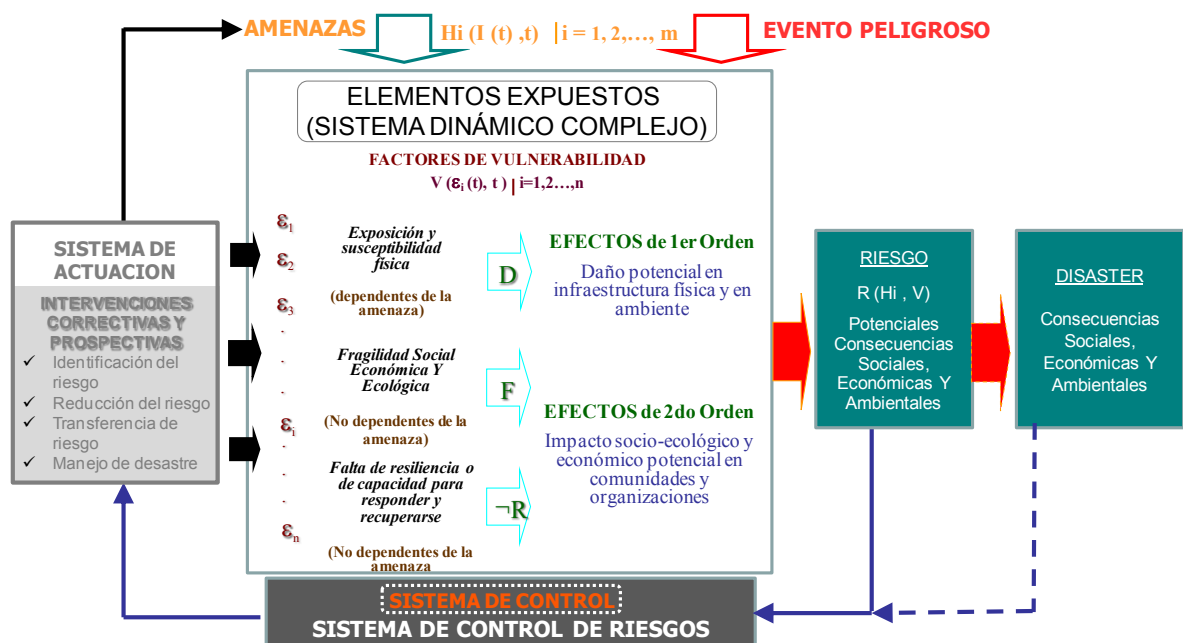 AMENAZAS
Hi (I (t) ,t) | i = 1, 2,…, m
EVENTO PELIGROSO
ELEMENTOS EXPUESTOS
(SISTEMA DINÁMICO COMPLEJO)
FACTORES DE VULNERABILIDAD
V (εi (t), t ) | i=1,2…,n
SISTEMA DE
ACTUACION
INTERVENCIONES
CORRECTIVAS Y
PROSPECTIVAS
✓ Identificación del
riesgo
✓ Reducción del riesgo
✓ Transferencia de
riesgo
✓ Manejo de desastre
ε1
ε2
ε3
.
.
.
εi
.
.
.
εn
Exposición y
susceptibilidad
física
(dependentes de la
amenaza)
Fragilidad Social
Económica Y
Ecológica
(No dependentes de la
amenaza)
Falta de resiliencia o
de capacidad para
responder y
recuperarse
(No dependentes de la
amenaza
D
F
¬R
EFECTOS de 1er Orden
Daño potencial en
infraestructura física y en
ambiente
EFECTOS de 2do Orden
Impacto socio-ecológico y
económico potencial en
comunidades y
organizaciones
RIESGO
R (Hi , V)
Potenciales
Consecuencias
Sociales,
Económicas Y
Ambientales
DISASTER
Consecuencias
Sociales,
Económicas Y
Ambientales
SISTEMA DE CONTROL
SISTEMA DE CONTROL DE RIESGOS